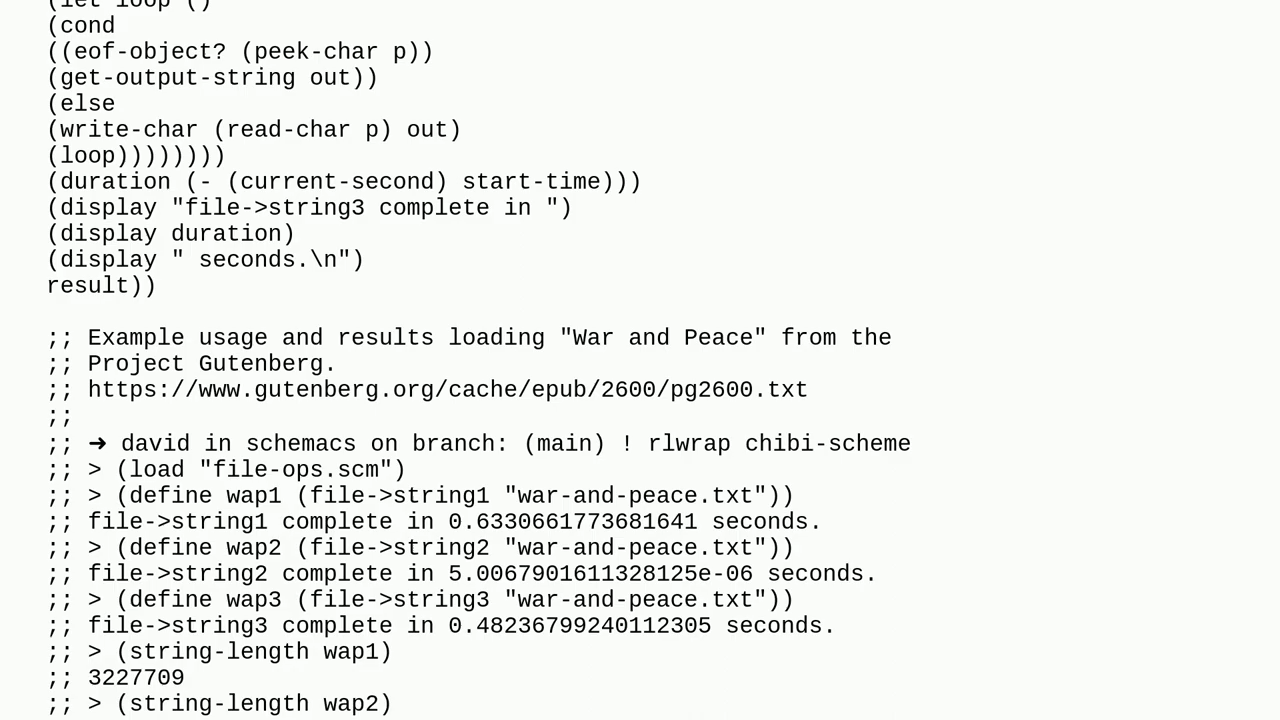 (let loop ()
(cond
((eof-object? (peek-char p))
(get-output-string out))
(else
(write-char (read-char p) out)
(loop))))))))
(duration (- (current-second) start-time)))
(display "file->string3 complete in ")
(display duration)
(display " seconds.\n")
result))
;; Example usage and results loading "War and Peace" from the
;; Project Gutenberg.
;; https://www.gutenberg.org/cache/epub/2600/pg2600.txt
;;
;; ➜ david in schemacs on branch: (main) ! rlwrap chibi-scheme
;; > (load "file-ops.scm")
;; > (define wap1 (file->string1 "war-and-peace.txt"))
;; file->string1 complete in 0.6330661773681641 seconds.
;; > (define wap2 (file->string2 "war-and-peace.txt"))
;; file->string2 complete in 5.0067901611328125e-06 seconds.
;; > (define wap3 (file->string3 "war-and-peace.txt"))
;; file->string3 complete in 0.48236799240112305 seconds.
;; > (string-length wap1)
;; 3227709
;; > (string-length wap2)